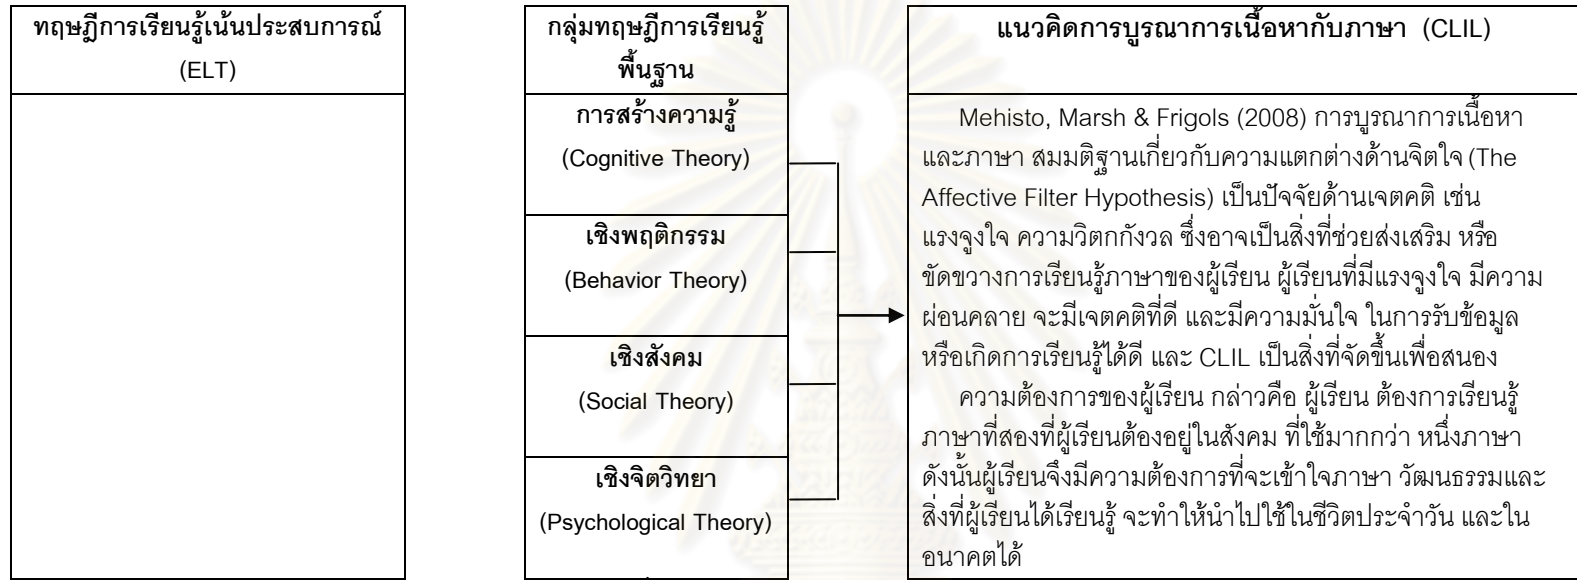 ทฤษฎีการเรียนรู้เน้นประสบการณ์
(ELT)
กลุ่มทฤษฎีการเรียนรู้
พื้นฐาน
การสร้างความรู้
(Cognitive Theory)
เชิงพฤติกรรม
(Behavior Theory)
เชิงสังคม
(Social Theory)
เชิงจิตวิทยา
(Psychological Theory)
แนวคิดการบูรณาการเนื้อหากับภาษา (CLIL)
Mehisto, Marsh & Frigols (2008) การบูรณาการเนื้อหา
และภาษา สมมติฐานเกี่ยวกับความแตกต่างด้านจิตใจ (The
Affective Filter Hypothesis) เป็นปัจจัยด้านเจตคติ เช่น
แรงจูงใจ ความวิตกกังวล ซึ่งอาจเป็นสิ่งที่ช่วยส่งเสริม หรือ
ขัดขวางการเรียนรู้ภาษาของผู้เรียน ผู้เรียนที่มีแรงจูงใจ มีความ
ผ่อนคลาย จะมีเจตคติที่ดี และมีความมั่นใจ ในการรับข้อมูล
หรือเกิดการเรียนรู้ได้ดี และ CLIL เป็นสิ่งที่จัดขึ้นเพื่อสนอง
ความต้องการของผู้เรียน กล่าวคือ ผู้เรียน ต้องการเรียนรู้
ภาษาที่สองที่ผู้เรียนต้องอยู่ในสังคม ที่ใช้มากกว่า หนึ่งภาษา
ดังนั้นผู้เรียนจึงมีความต้องการที่จะเข้าใจภาษา วัฒนธรรมและ
สิ่งที่ผู้เรียนได้เรียนรู้ จะทำให้นำไปใช้ในชีวิตประจำวัน และใน
อนาคตได้